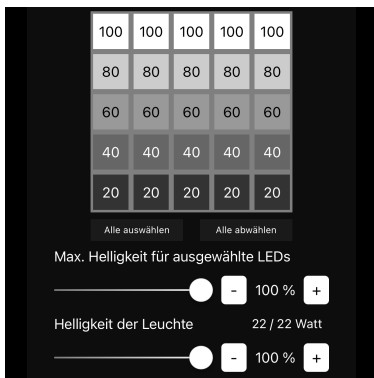 100 100 100 100 100
80 80 80 80 80
60 60 60 60 60
40 40 40 40 40
20 20 20 20 20
Alle auswählen Alle abwählen
Max. Helligkeit für ausgewählte LEDs
- 100 % +
Helligkeit der Leuchte 22 / 22 Watt
- 100 % +